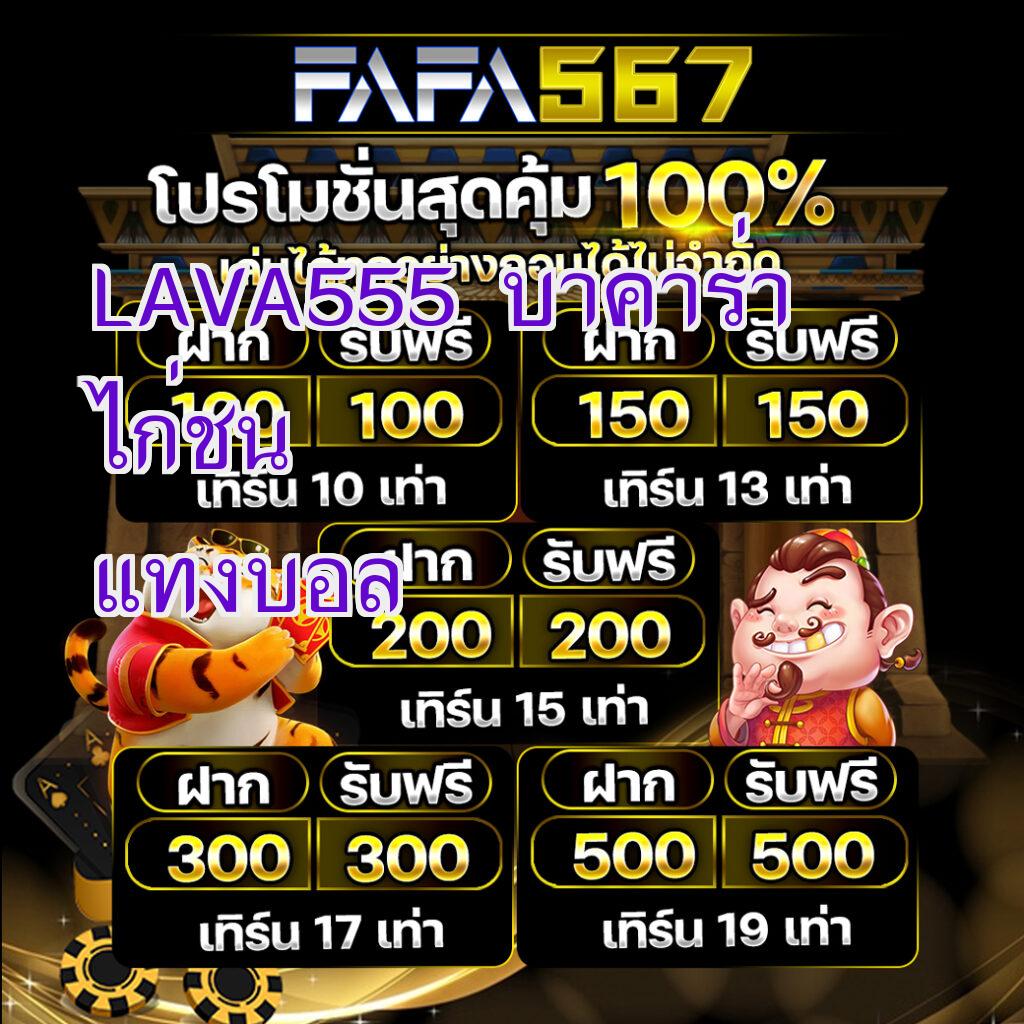 FAFA567
โปรโมชั่นสุดคุ้ม 100%
LAVA555 บาคาร่า
ฝาก รับฟรี ฝาก รับฟรี
100 100 150 150
ไก่ชน
เทิร์น 10 เท่า เทิร์น 13 เท่า
ฝาก รับฟรี
แทงบอล
200 200
เทิร์น 15 เท่า
ฝาก รับฟรี ฝาก รับฟรี
300 300 500 500
เทิร์น 17 เท่า เทิร์น 19 เท่า